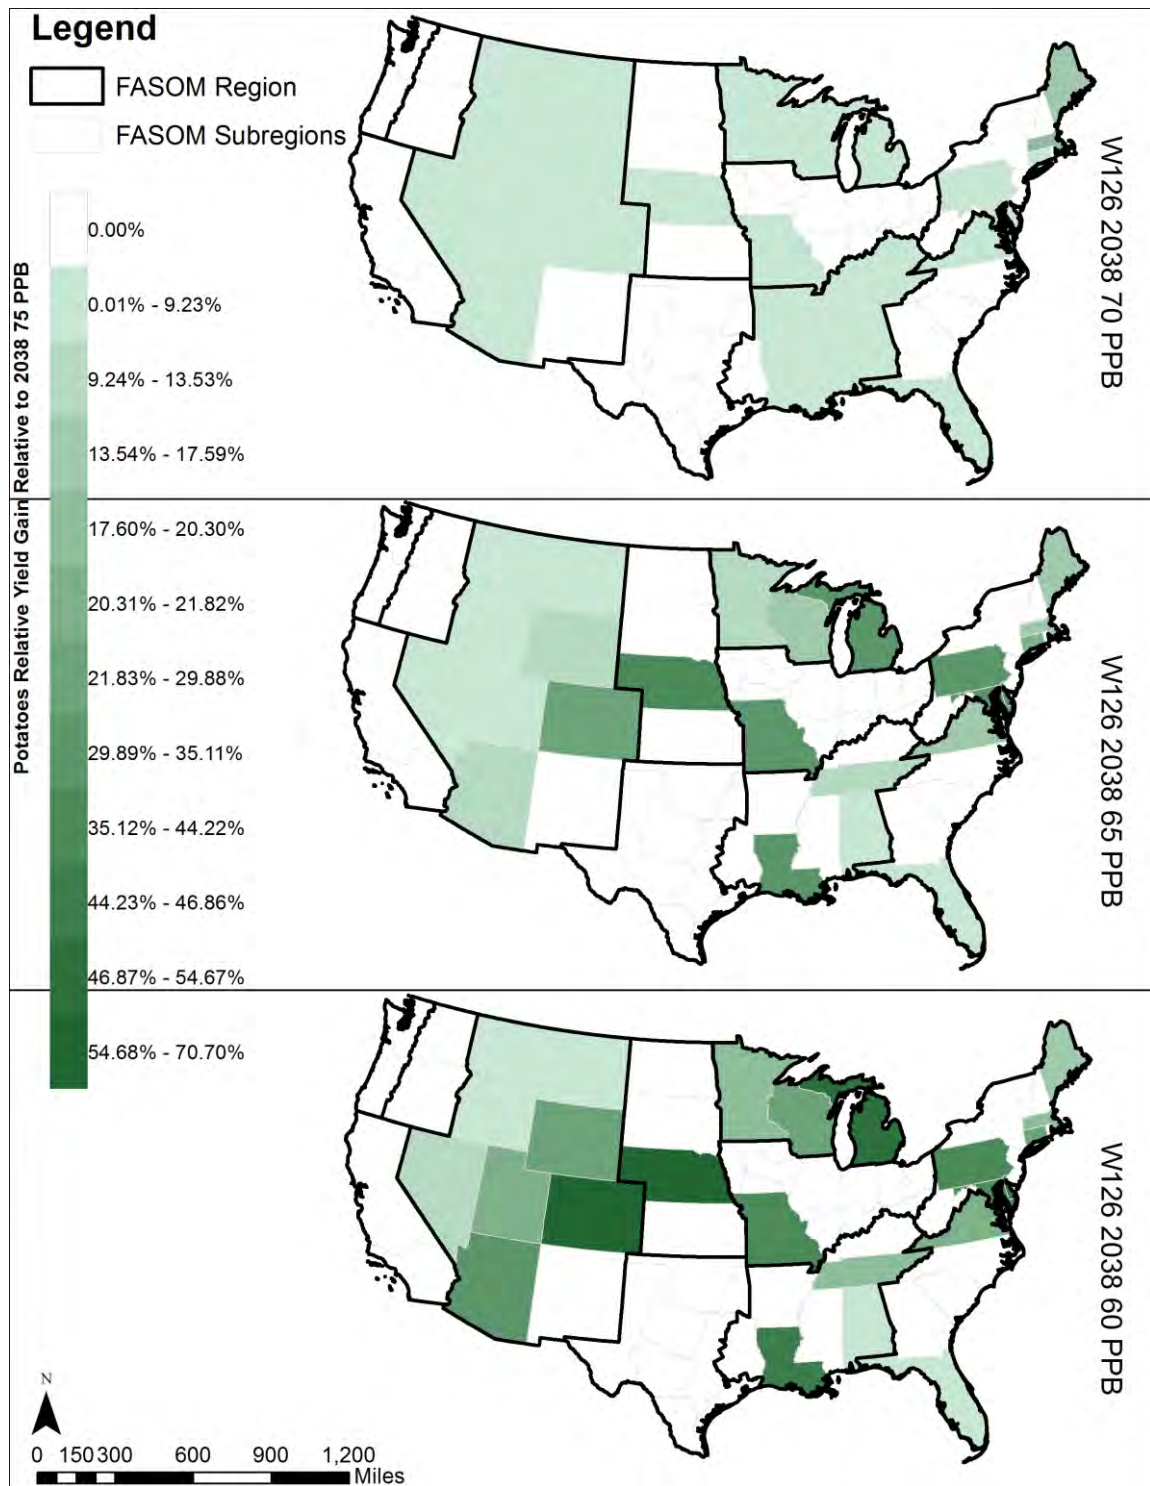 Legend
FASOM Region
FASOM Subregions
Potatoes Relative Yield Gain Relative to 2038 75 PPB
0.00%
0.01% - 9.23%
9.24% - 13.53%
13.54% - 17.59%
17.60% - 20.30%
20.31% - 21.82%
21.83% - 29.88%
29.89% - 35.11%
35.12% - 44.22%
44.23% - 46.86%
46.87% - 54.67%
54.68% - 70.70%
W126 2038 70 PPB
W126 2038 65 PPB
W126 2038 60 PPB
N
0 150 300 600 900 1,200
Miles